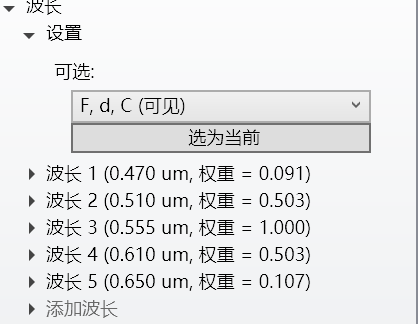 波长
设置
可选:
F, d, C (可见)
选为当前
波长 1 (0.470 um, 权重 = 0.091)
波长 2 (0.510 um, 权重 = 0.503)
波长 3 (0.555 um, 权重 = 1.000)
波长 4 (0.610 um, 权重 = 0.503)
波长 5 (0.650 um, 权重 = 0.107)
添加波长